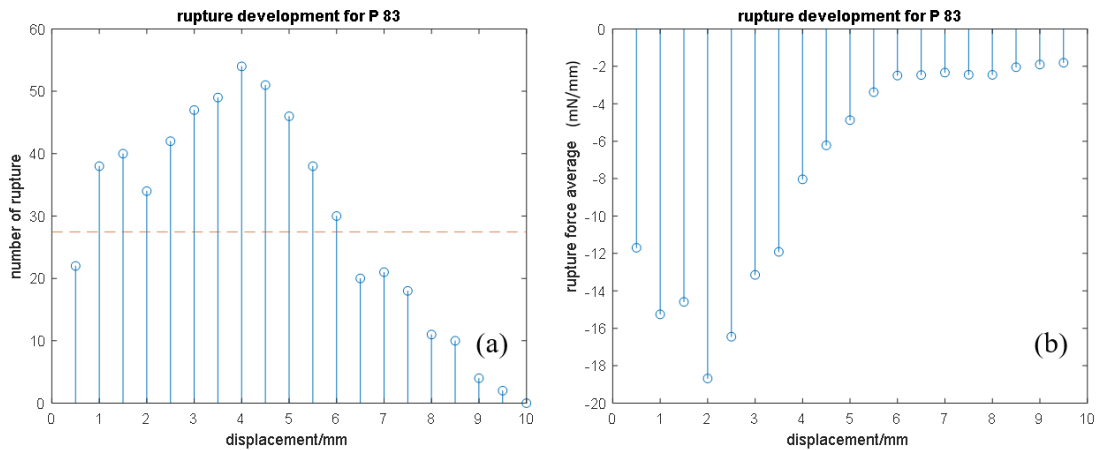 rupture development for P 83
60
50
40
30
20
10
0
number of rupture
0 1 2 3 4 5 6 7 8 9 10
displacement/mm
(a)
rupture development for P 83
0
-2
-4
-6
-8
-10
-12
-14
-16
-18
-20
rupture force average (mN/mm)
0 1 2 3 4 5 6 7 8 9 10
displacement/mm
(b)